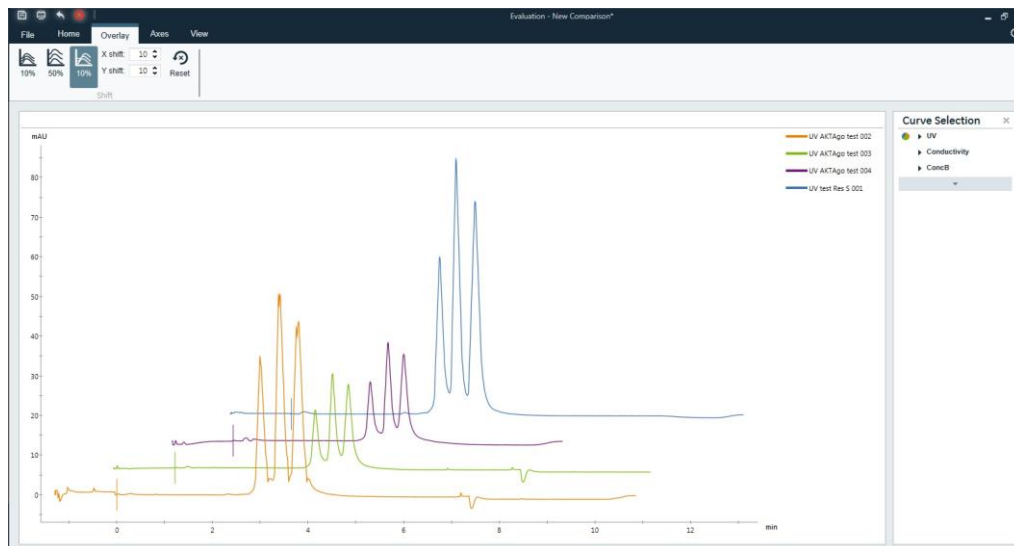 Evaluation - New Comparison*
File Home Overlay Axes View
10% 50% 10%
X shift: 10
Y shift: 10
Reset
Shift
mAU
80
70
60
50
40
30
20
10
0
0 2 4 6 8 10 12
min
UV AKTAgo test 002
UV AKTAgo test 003
UV AKTAgo test 004
UV test Res S 001
Curve Selection
UV
Conductivity
ConcB